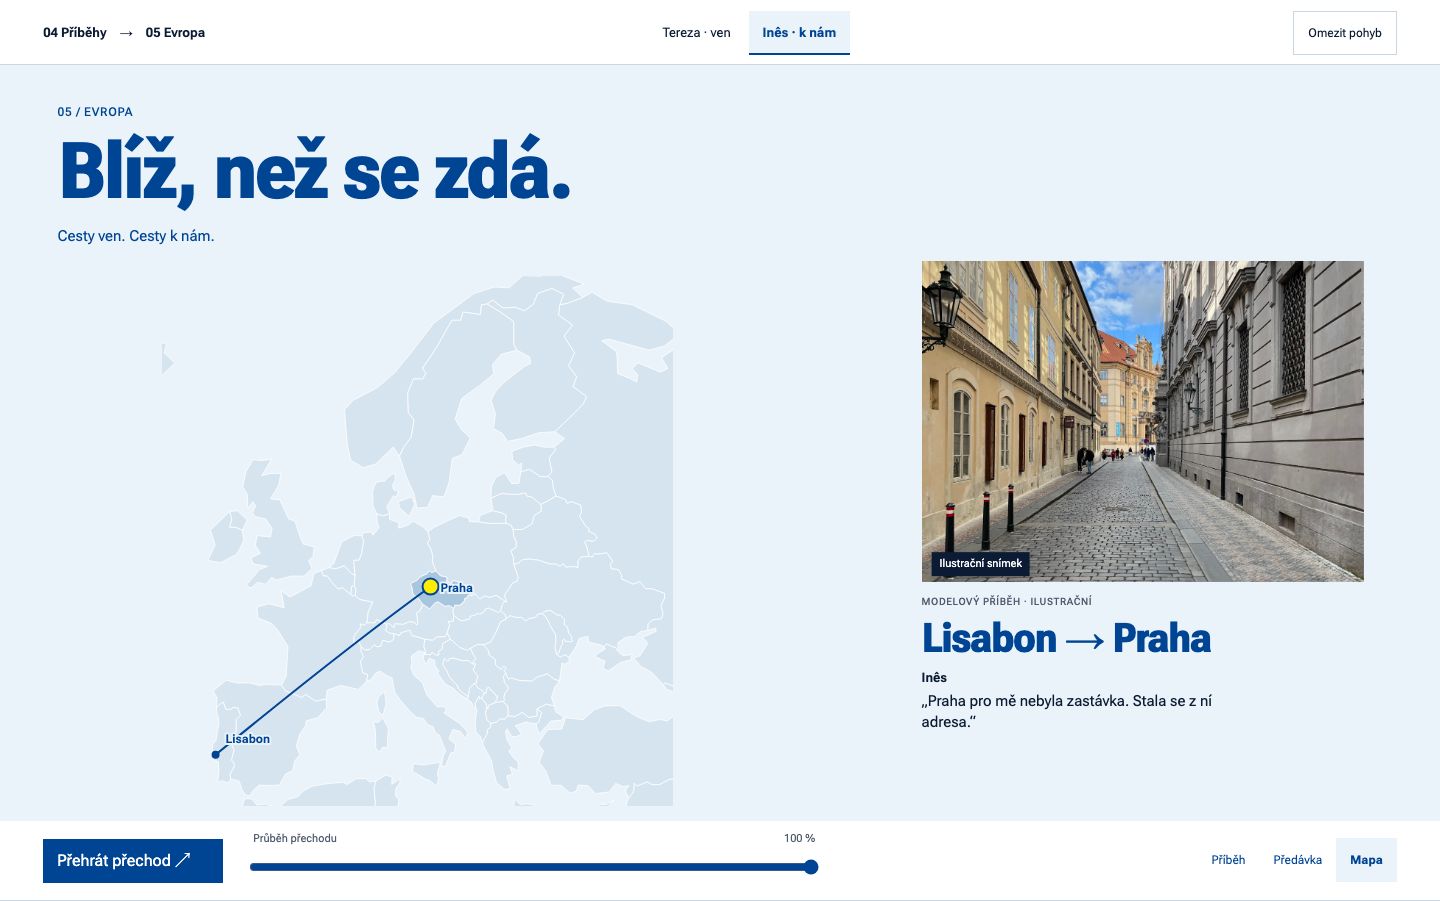 04 Příběhy → 05 Evropa
Tereza · ven
Inês · k nám
Omezit pohyb
05 / EVROPA
Blíž, než se zdá.
Cesty ven. Cesty k nám.
Praha
Lisabon
Ilustrační snímek
MODELOVÝ PŘÍBĚH · ILUSTRAČNÍ
Lisabon → Praha
Inês
„Praha pro mě nebyla zastávka. Stala se z ní
adresa.“
Přehrát přechod ↗
Průběh přechodu
100 %
Příběh
Předávka
Mapa